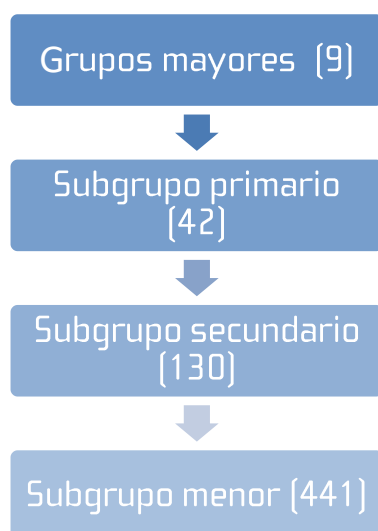 Grupos mayores (9)
Subgrupo primario
(42)
Subgrupo secundario
(130)
Subgrupo menor (441)